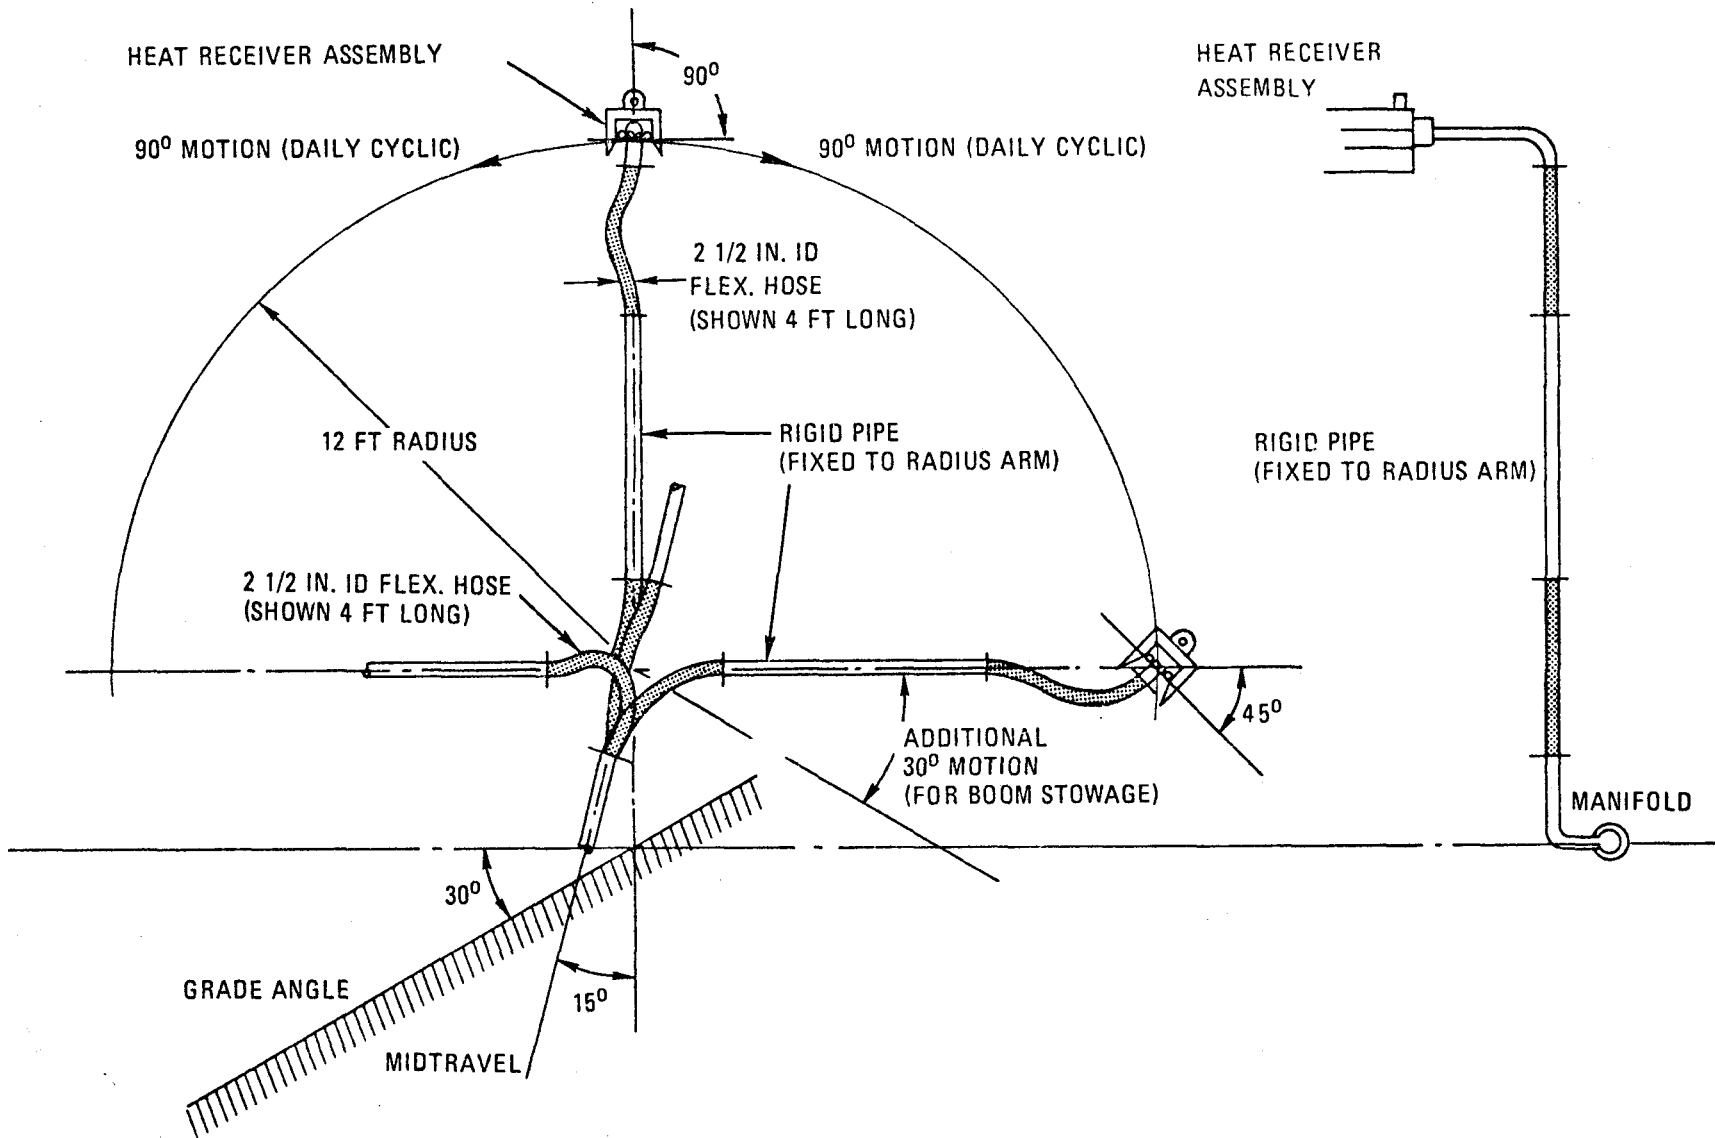 HEAT RECEIVER ASSEMBLY
90⁰
HEAT RECEIVER
ASSEMBLY
90⁰ MOTION (DAILY CYCLIC)
90⁰ MOTION (DAILY CYCLIC)
2 1/2 IN. ID
FLEX. HOSE
(SHOWN 4 FT LONG)
12 FT RADIUS
RIGID PIPE
(FIXED TO RADIUS ARM)
RIGID PIPE
(FIXED TO RADIUS ARM)
2 1/2 IN. ID FLEX. HOSE
(SHOWN 4 FT LONG)
45⁰
ADDITIONAL
30⁰ MOTION
(FOR BOOM STOWAGE)
MANIFOLD
30⁰
GRADE ANGLE
15⁰
MIDTRAVEL